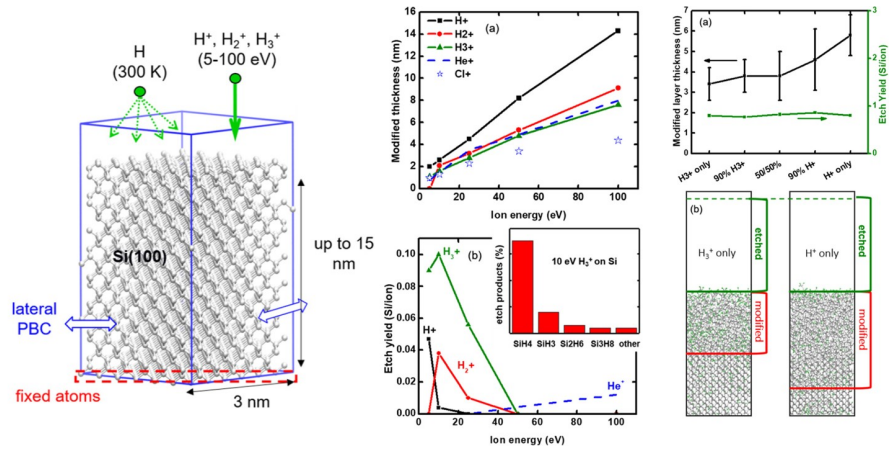 H
(300 K)
H⁺, H₂⁺, H₃⁺
(5-100 eV)
Si(100)
up to 15
nm
lateral
PBC
fixed atoms
3 nm
(a)
Modified thickness (nm)
16
14
12
10
8
6
4
2
0
H+
H2+
H3+
He+
Cl+
0
20
40
60
80
100
Ion energy (eV)
(b)
Etch yield (Si/ion)
0.10
0.08
0.06
0.04
0.02
0.00
H₃⁺
H⁺
H₂⁺
He⁺
etch products (%)
10 eV H₃⁺ on Si
SiH4
SiH3
Si2H6
Si3H8
other
0
20
40
60
80
100
Ion energy (eV)
(a)
Modified layer thickness (nm)
7
6
5
4
3
2
1
0
3
2
1
0
Etch Yield (Si/ion)
H3+ only
90% H3+
50/50%
90% H+
H+ only
(b)
H₃⁺ only
H⁺ only
etched
modified
etched
modified